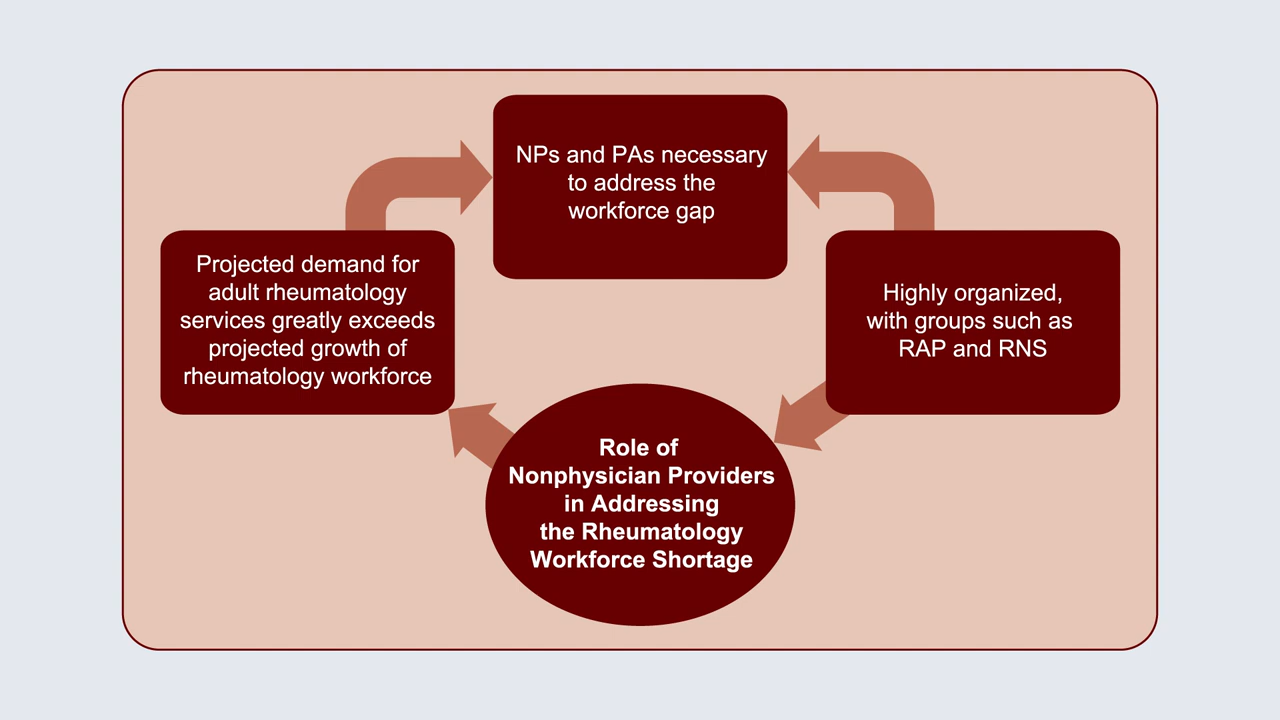 NPs and PAs necessary
to address the
workforce gap
Projected demand for
adult rheumatology
services greatly exceeds
projected growth of
rheumatology workforce
Highly organized,
with groups such as
RAP and RNS
Role of
Nonphysician Providers
in Addressing
the Rheumatology
Workforce Shortage